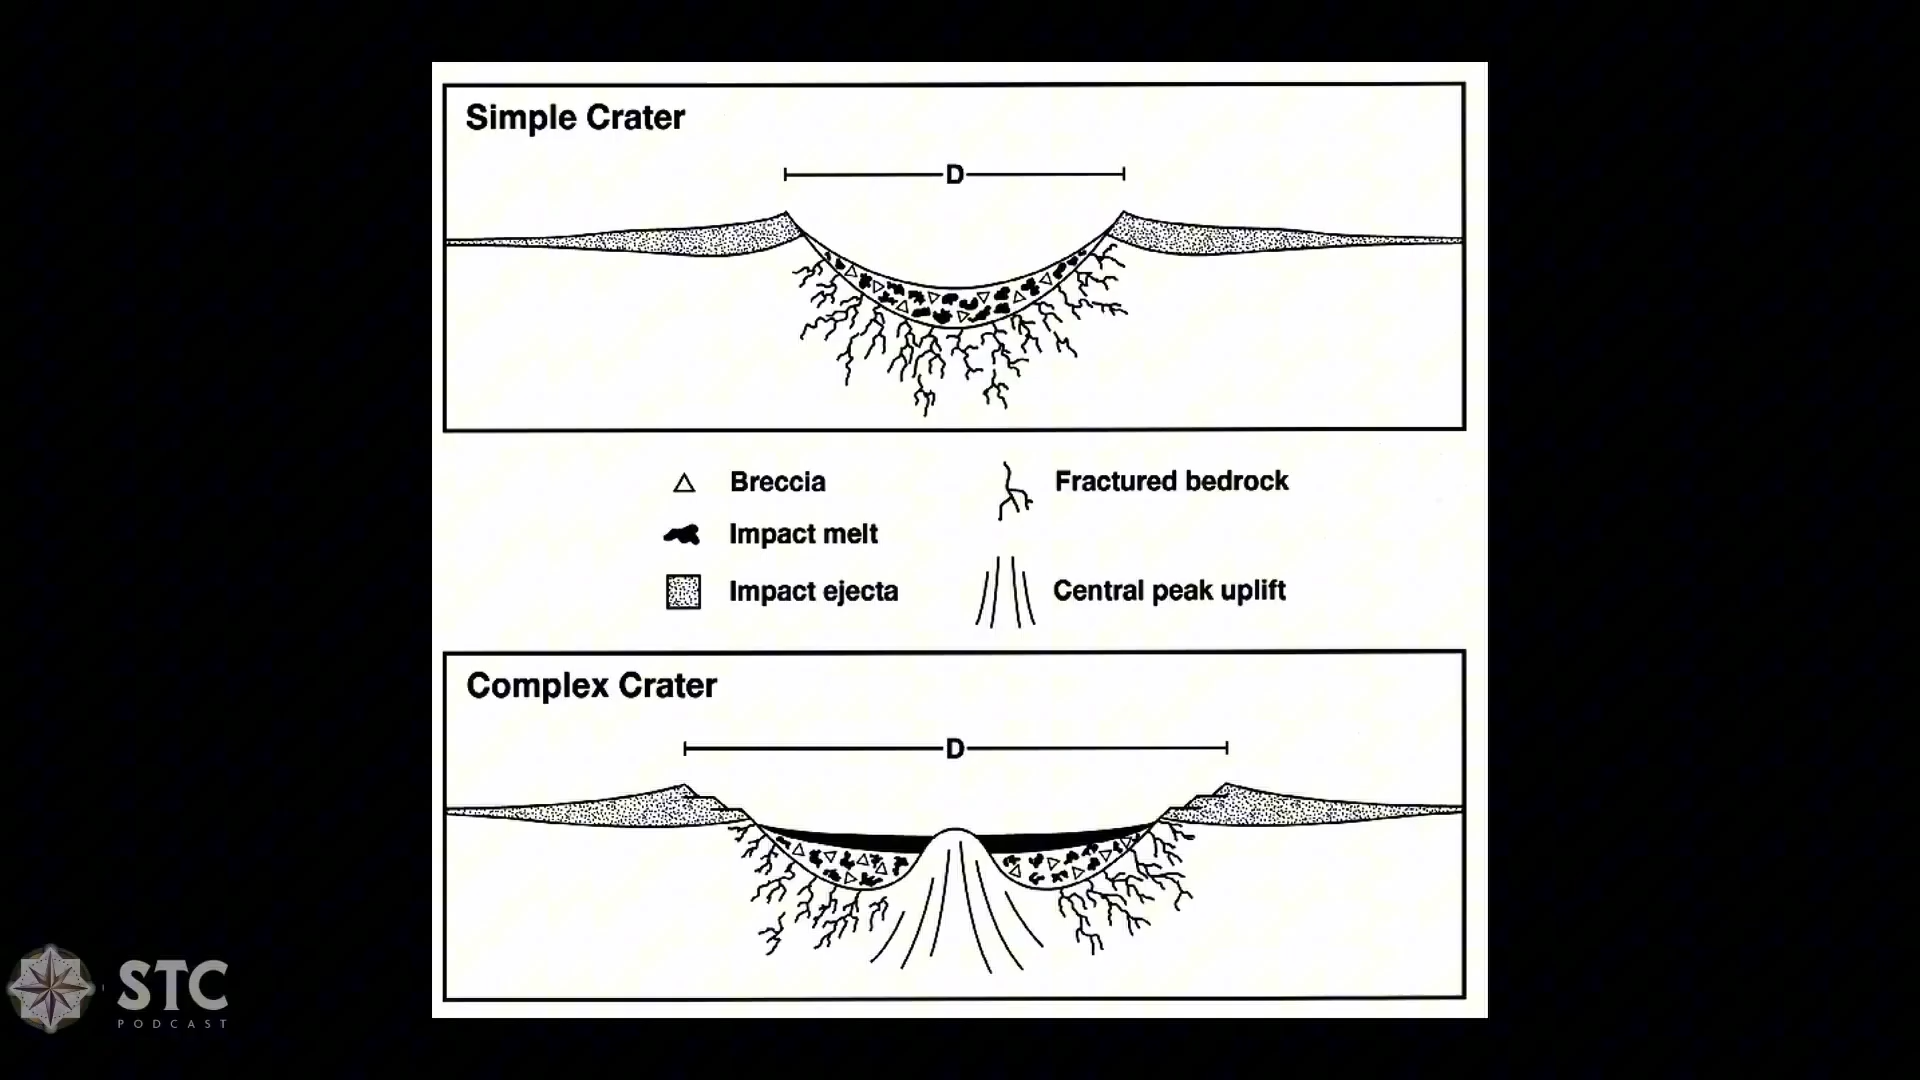 Simple Crater
D
Breccia
Fractured bedrock
Impact melt
Impact ejecta
Central peak uplift
Complex Crater
D
STC
PODCAST